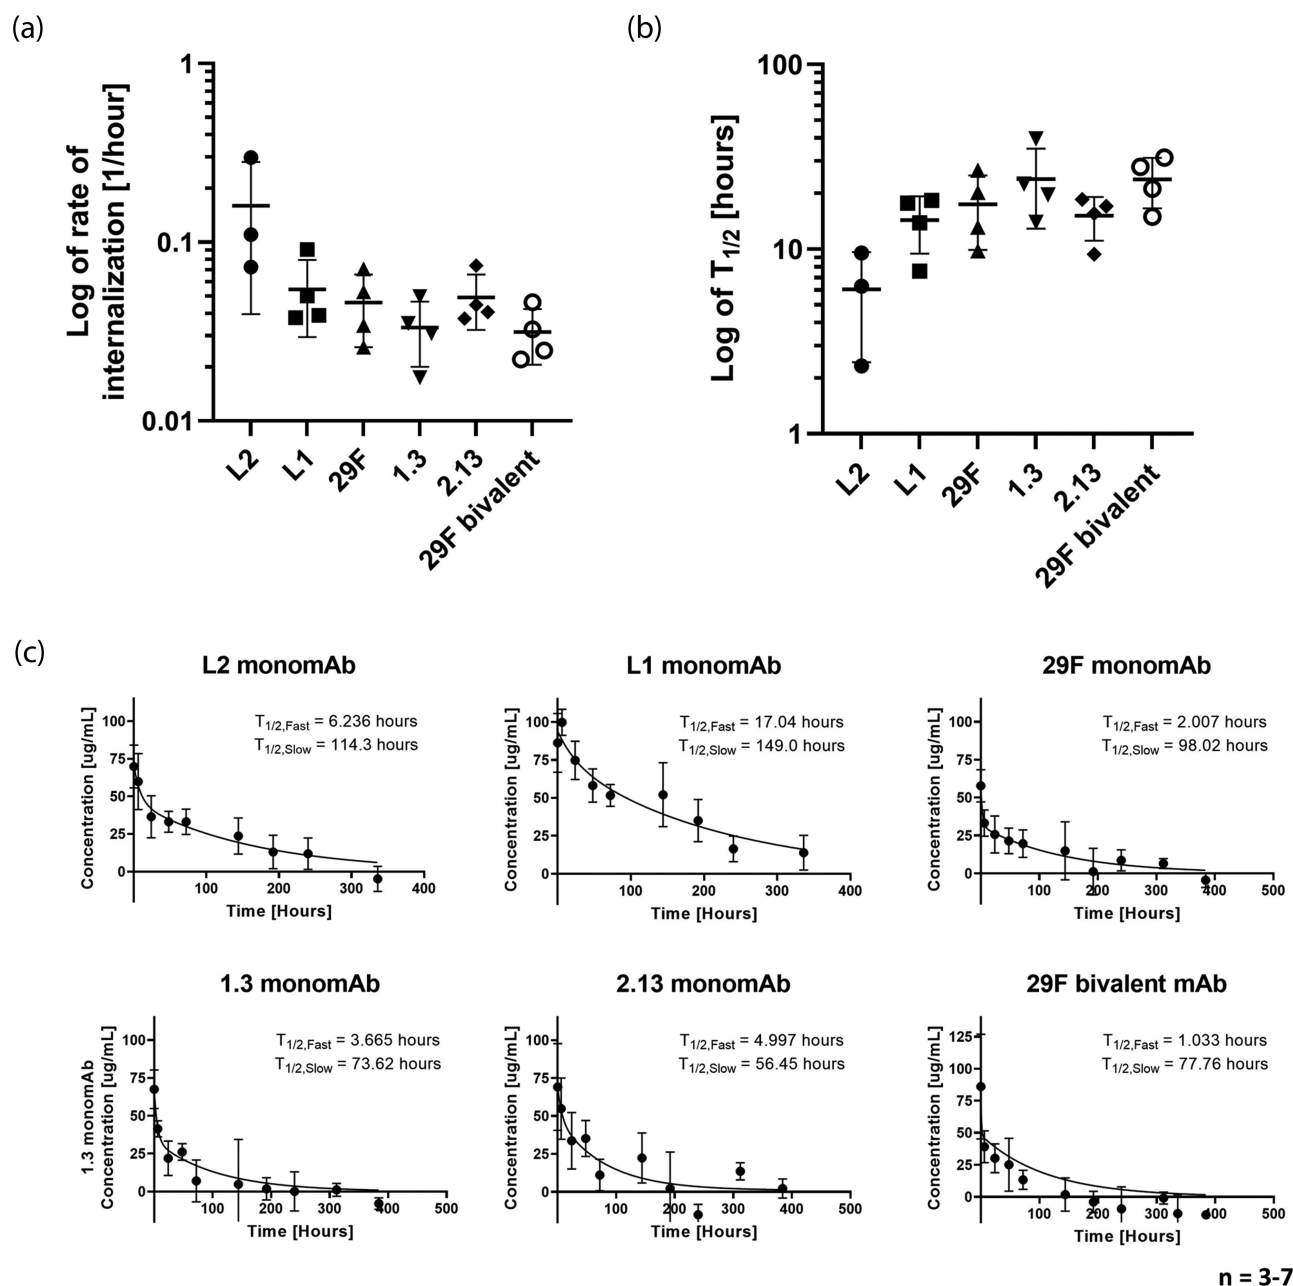 (a)
Log of rate of
internalization [1/hour]
1
0.1
0.01
L2
L1
29F
1.3
2.13
29F bivalent
(b)
Log of T1/2 [hours]
100
10
1
L2
L1
29F
1.3
2.13
29F bivalent
(c)
L2 monomAb
T1/2,Fast = 6.236 hours
T1/2,Slow = 114.3 hours
Concentration [ug/mL]
100
75
50
25
0
100 200 300 400
Time [Hours]
L1 monomAb
T1/2,Fast = 17.04 hours
T1/2,Slow = 149.0 hours
Concentration [ug/mL]
100
75
50
25
0
100 200 300 400
Time [Hours]
29F monomAb
T1/2,Fast = 2.007 hours
T1/2,Slow = 98.02 hours
Concentration [ug/mL]
100
75
50
25
0
100 200 300 400 500
Time [Hours]
1.3 monomAb
T1/2,Fast = 3.665 hours
T1/2,Slow = 73.62 hours
1.3 monomAb
Concentration [ug/mL]
100
75
50
25
0
100 200 300 400 500
Time [Hours]
2.13 monomAb
T1/2,Fast = 4.997 hours
T1/2,Slow = 56.45 hours
Concentration [ug/mL]
100
75
50
25
0
100 200 300 400 500
Time [Hours]
29F bivalent mAb
T1/2,Fast = 1.033 hours
T1/2,Slow = 77.76 hours
Concentration [ug/mL]
125
100
75
50
25
0
100 200 300 400 500
Time [Hours]
n = 3-7